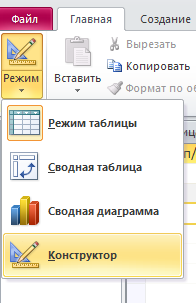 Файл
Главная
Создание
Режим
Вставить
Вырезать
Копировать
Формат по об
Режим таблицы
Сводная таблица
Сводная диаграмма
Конструктор